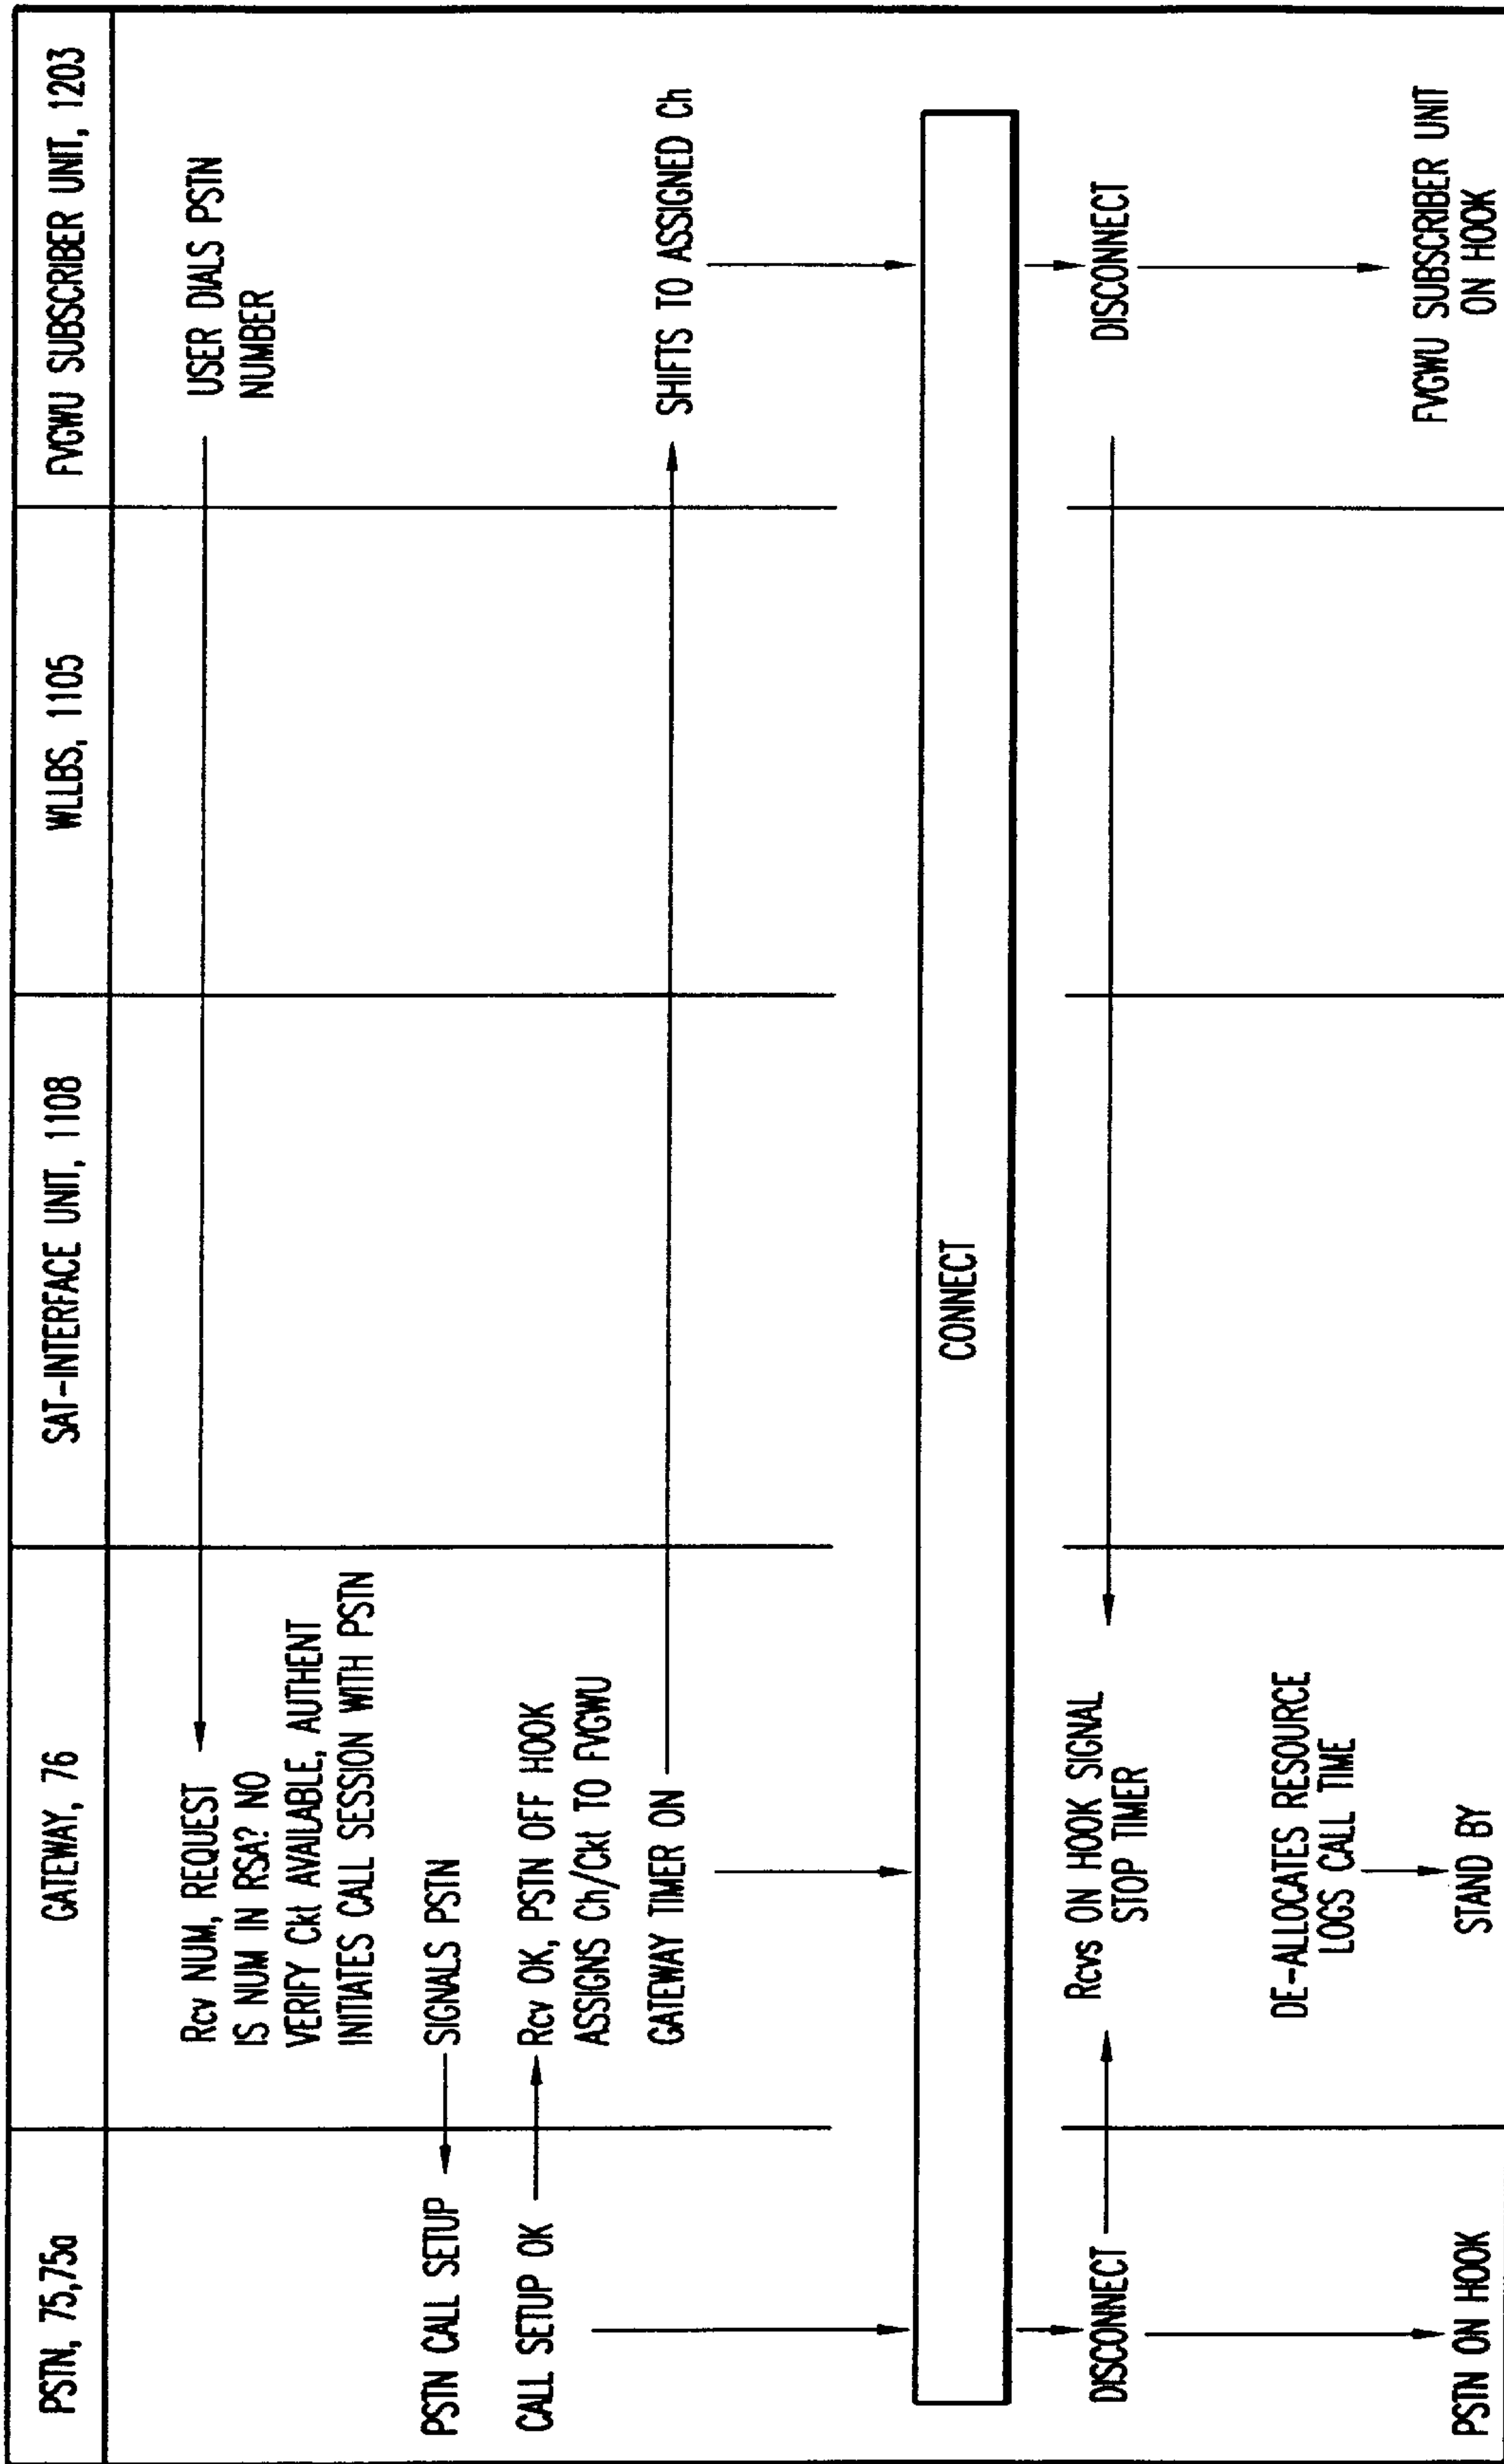 PSTN, 75,75a
GATEWAY, 76
SAT-INTERFACE UNIT, 1108
WLLBS, 1105
FVGWU SUBSCRIBER UNIT, 1203
USER DIALS PSTN
NUMBER
Rcv NUM, REQUEST
IS NUM IN RSA? NO
VERIFY Ckt AVAILABLE, AUTHENT
INITIATES CALL SESSION WITH PSTN
PSTN CALL SETUP
SIGNALS PSTN
CALL SETUP OK
Rcv OK, PSTN OFF HOOK
ASSIGNS Ch/Ckt TO FVGWU
GATEWAY TIMER ON
SHIFTS TO ASSIGNED Ch
CONNECT
DISCONNECT
Rcvs ON HOOK SIGNAL
STOP TIMER
DISCONNECT
DE-ALLOCATES RESOURCE
LOGS CALL TIME
PSTN ON HOOK
STAND BY
FVGWU SUBSCRIBER UNIT
ON HOOK